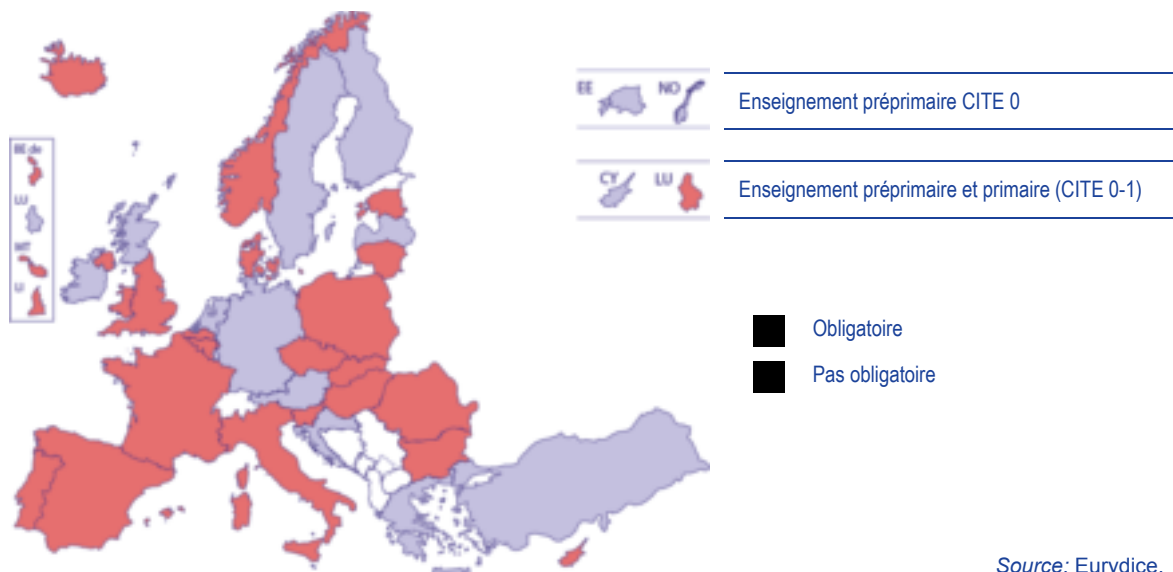 EE NO Enseignement préprimaire CITE 0
BE de
CY LU Enseignement préprimaire et primaire (CITE 0-1)
LU
MT
LI
Obligatoire
Pas obligatoire
Source: Eurydice.